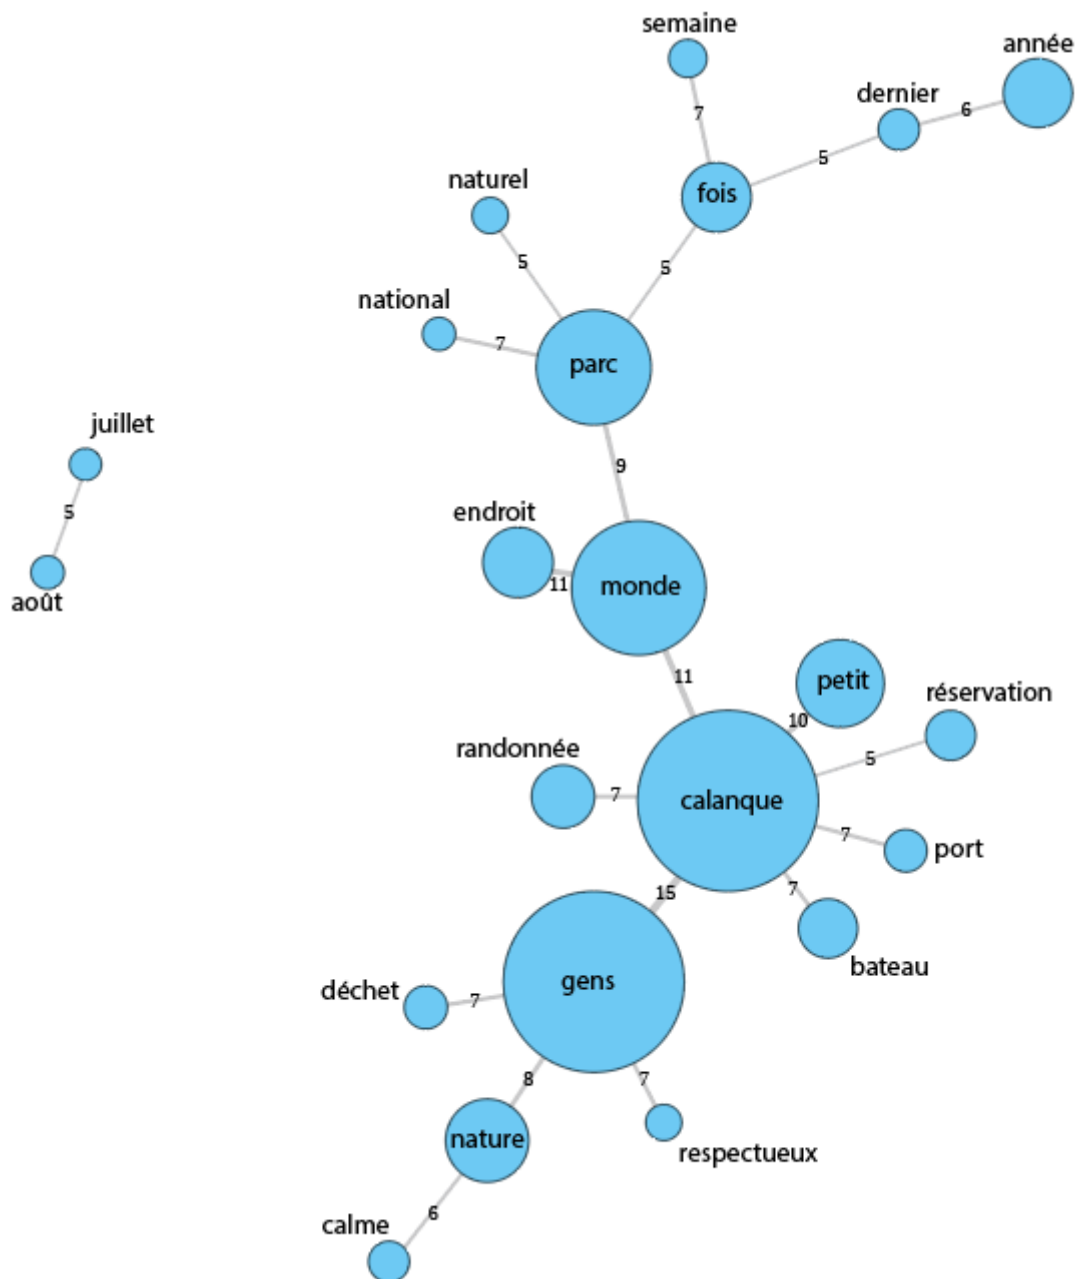 semaine
année
dernier
6
7
5
naturel
fois
5
5
national
7
parc
juillet
9
5
endroit
11
monde
août
11
petit
réservation
10
randonnée
5
7
calanque
7
port
15
7
bateau
gens
déchet
7
8
7
nature
respectueux
calme
6